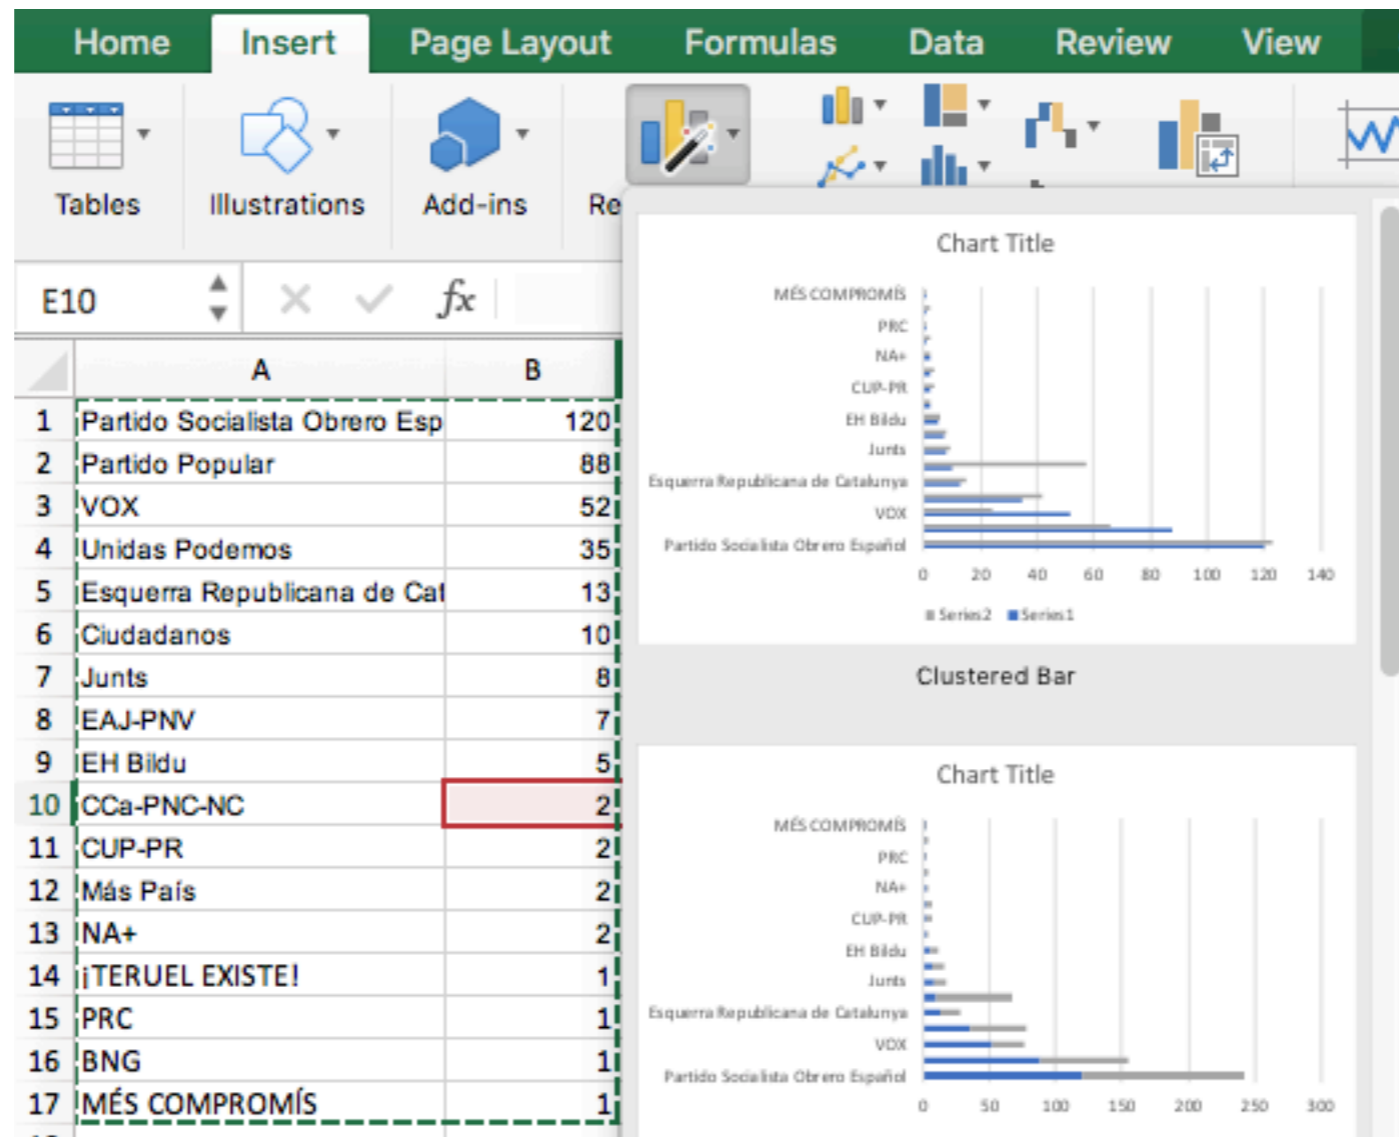 Home Insert Page Layout Formulas Data Review View
Tables Illustrations Add-ins Re
E10 fx
A B
1 Partido Socialista Obrero Esp 120
2 Partido Popular 88
3 VOX 52
4 Unidas Podemos 35
5 Esquerra Republicana de Cat 13
6 Ciudadanos 10
7 Junts 8
8 EAJ-PNV 7
9 EH Bildu 5
10 CCa-PNC-NC 2
11 CUP-PR 2
12 Más País 2
13 NA+ 2
14 ¡TERUEL EXISTE! 1
15 PRC 1
16 BNG 1
17 MÉS COMPROMÍS 1
Chart Title
MÉS COMPROMÍS
PRC
NA+
CUP-PR
EH Bildu
Junts
Esquerra Republicana de Catalunya
VOX
Partido Socialista Obrero Español
0 20 40 60 80 100 120 140
Series2 Series1
Clustered Bar
Chart Title
MÉS COMPROMÍS
PRC
NA+
CUP-PR
EH Bildu
Junts
Esquerra Republicana de Catalunya
VOX
Partido Socialista Obrero Español
0 50 100 150 200 250 300